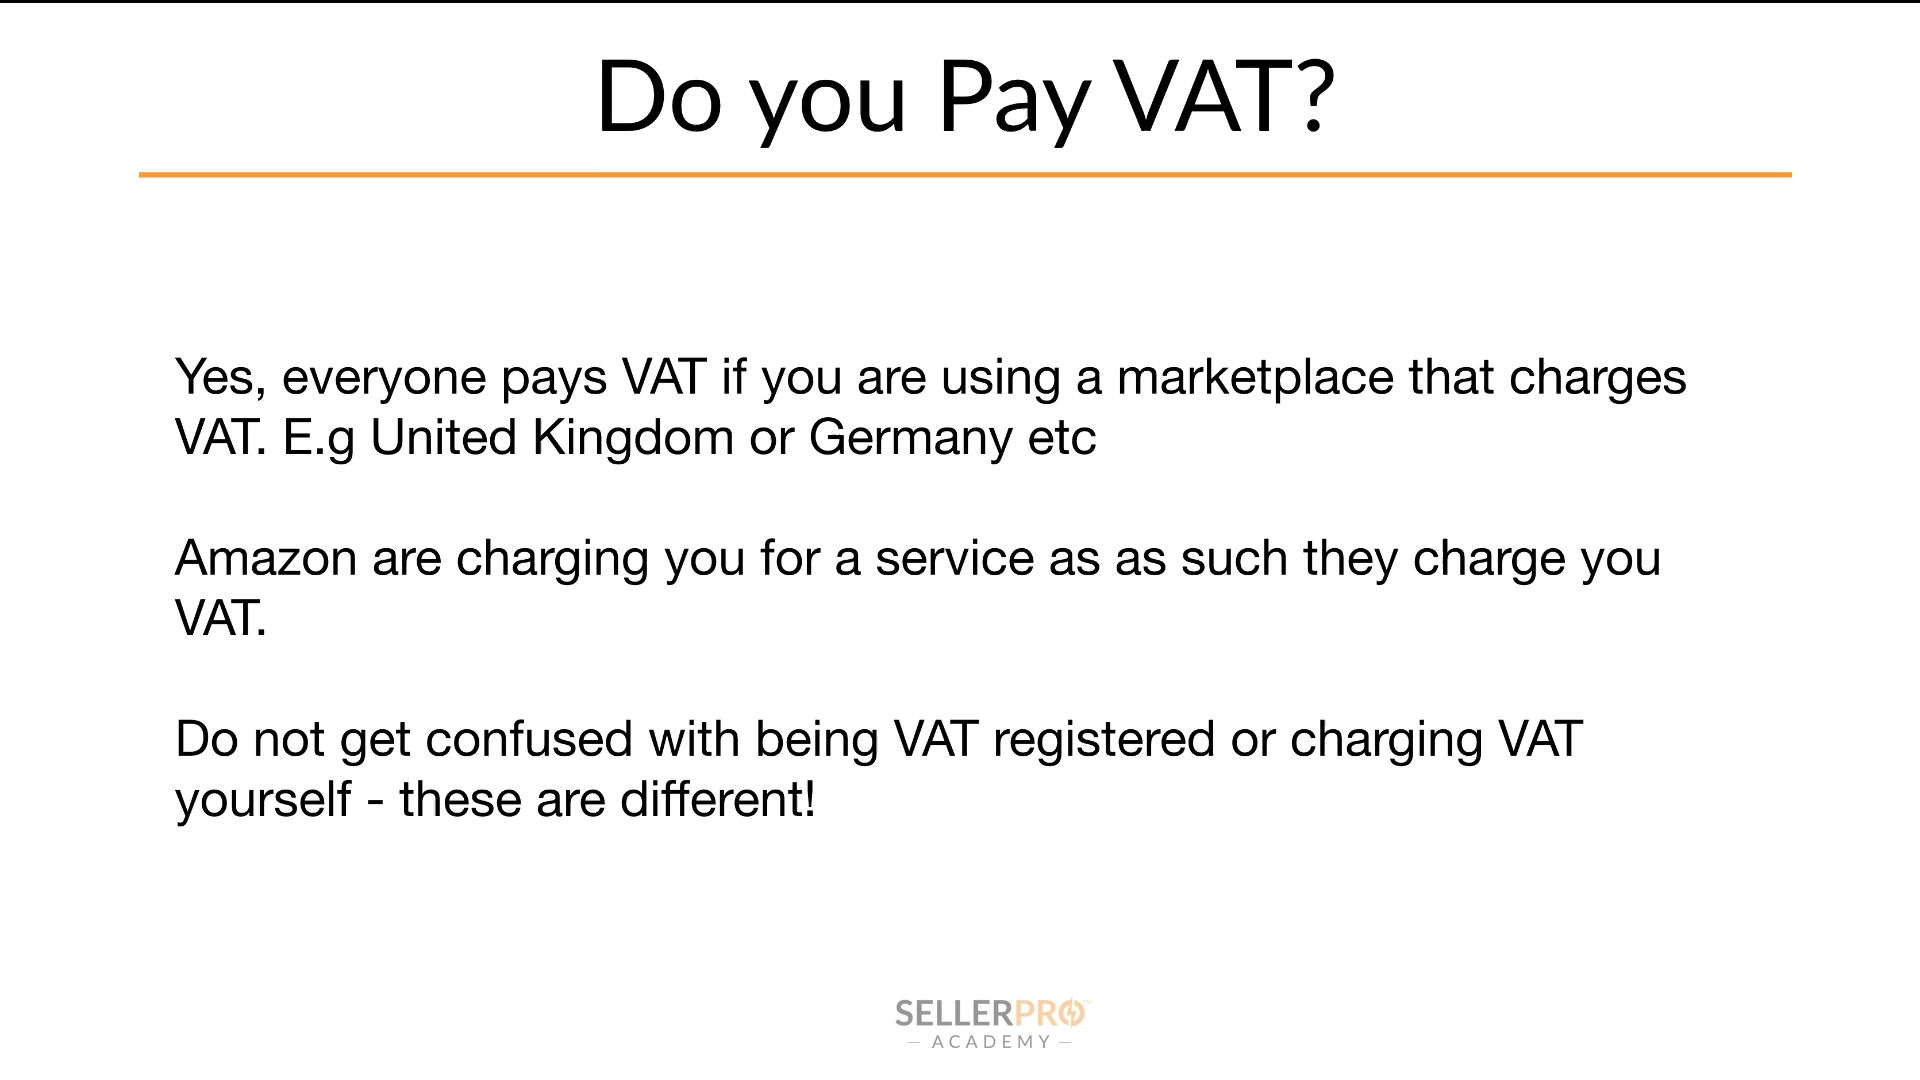 Do you Pay VAT?
Yes, everyone pays VAT if you are using a marketplace that charges
VAT. E.g United Kingdom or Germany etc
Amazon are charging you for a service as as such they charge you
VAT.
Do not get confused with being VAT registered or charging VAT
yourself - these are different!
SELLERPRO™
— ACADEMY —